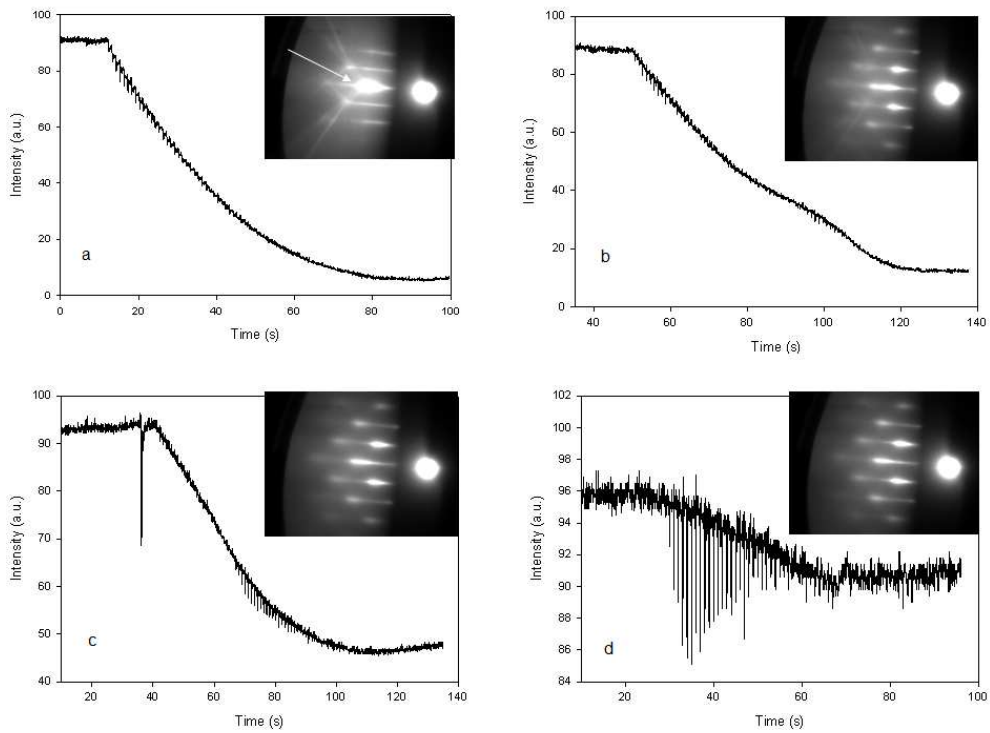 100
80
60
40
20
0
Intensity (a.u.)
a
0 20 40 60 80 100
Time (s)
100
80
60
40
20
0
Intensity (a.u.)
b
40 60 80 100 120 140
Time (s)
100
90
80
70
60
50
40
Intensity (a.u.)
c
20 40 60 80 100 120 140
Time (s)
102
100
98
96
94
92
90
88
86
84
Intensity (a.u.)
d
20 40 60 80 100
Time (s)